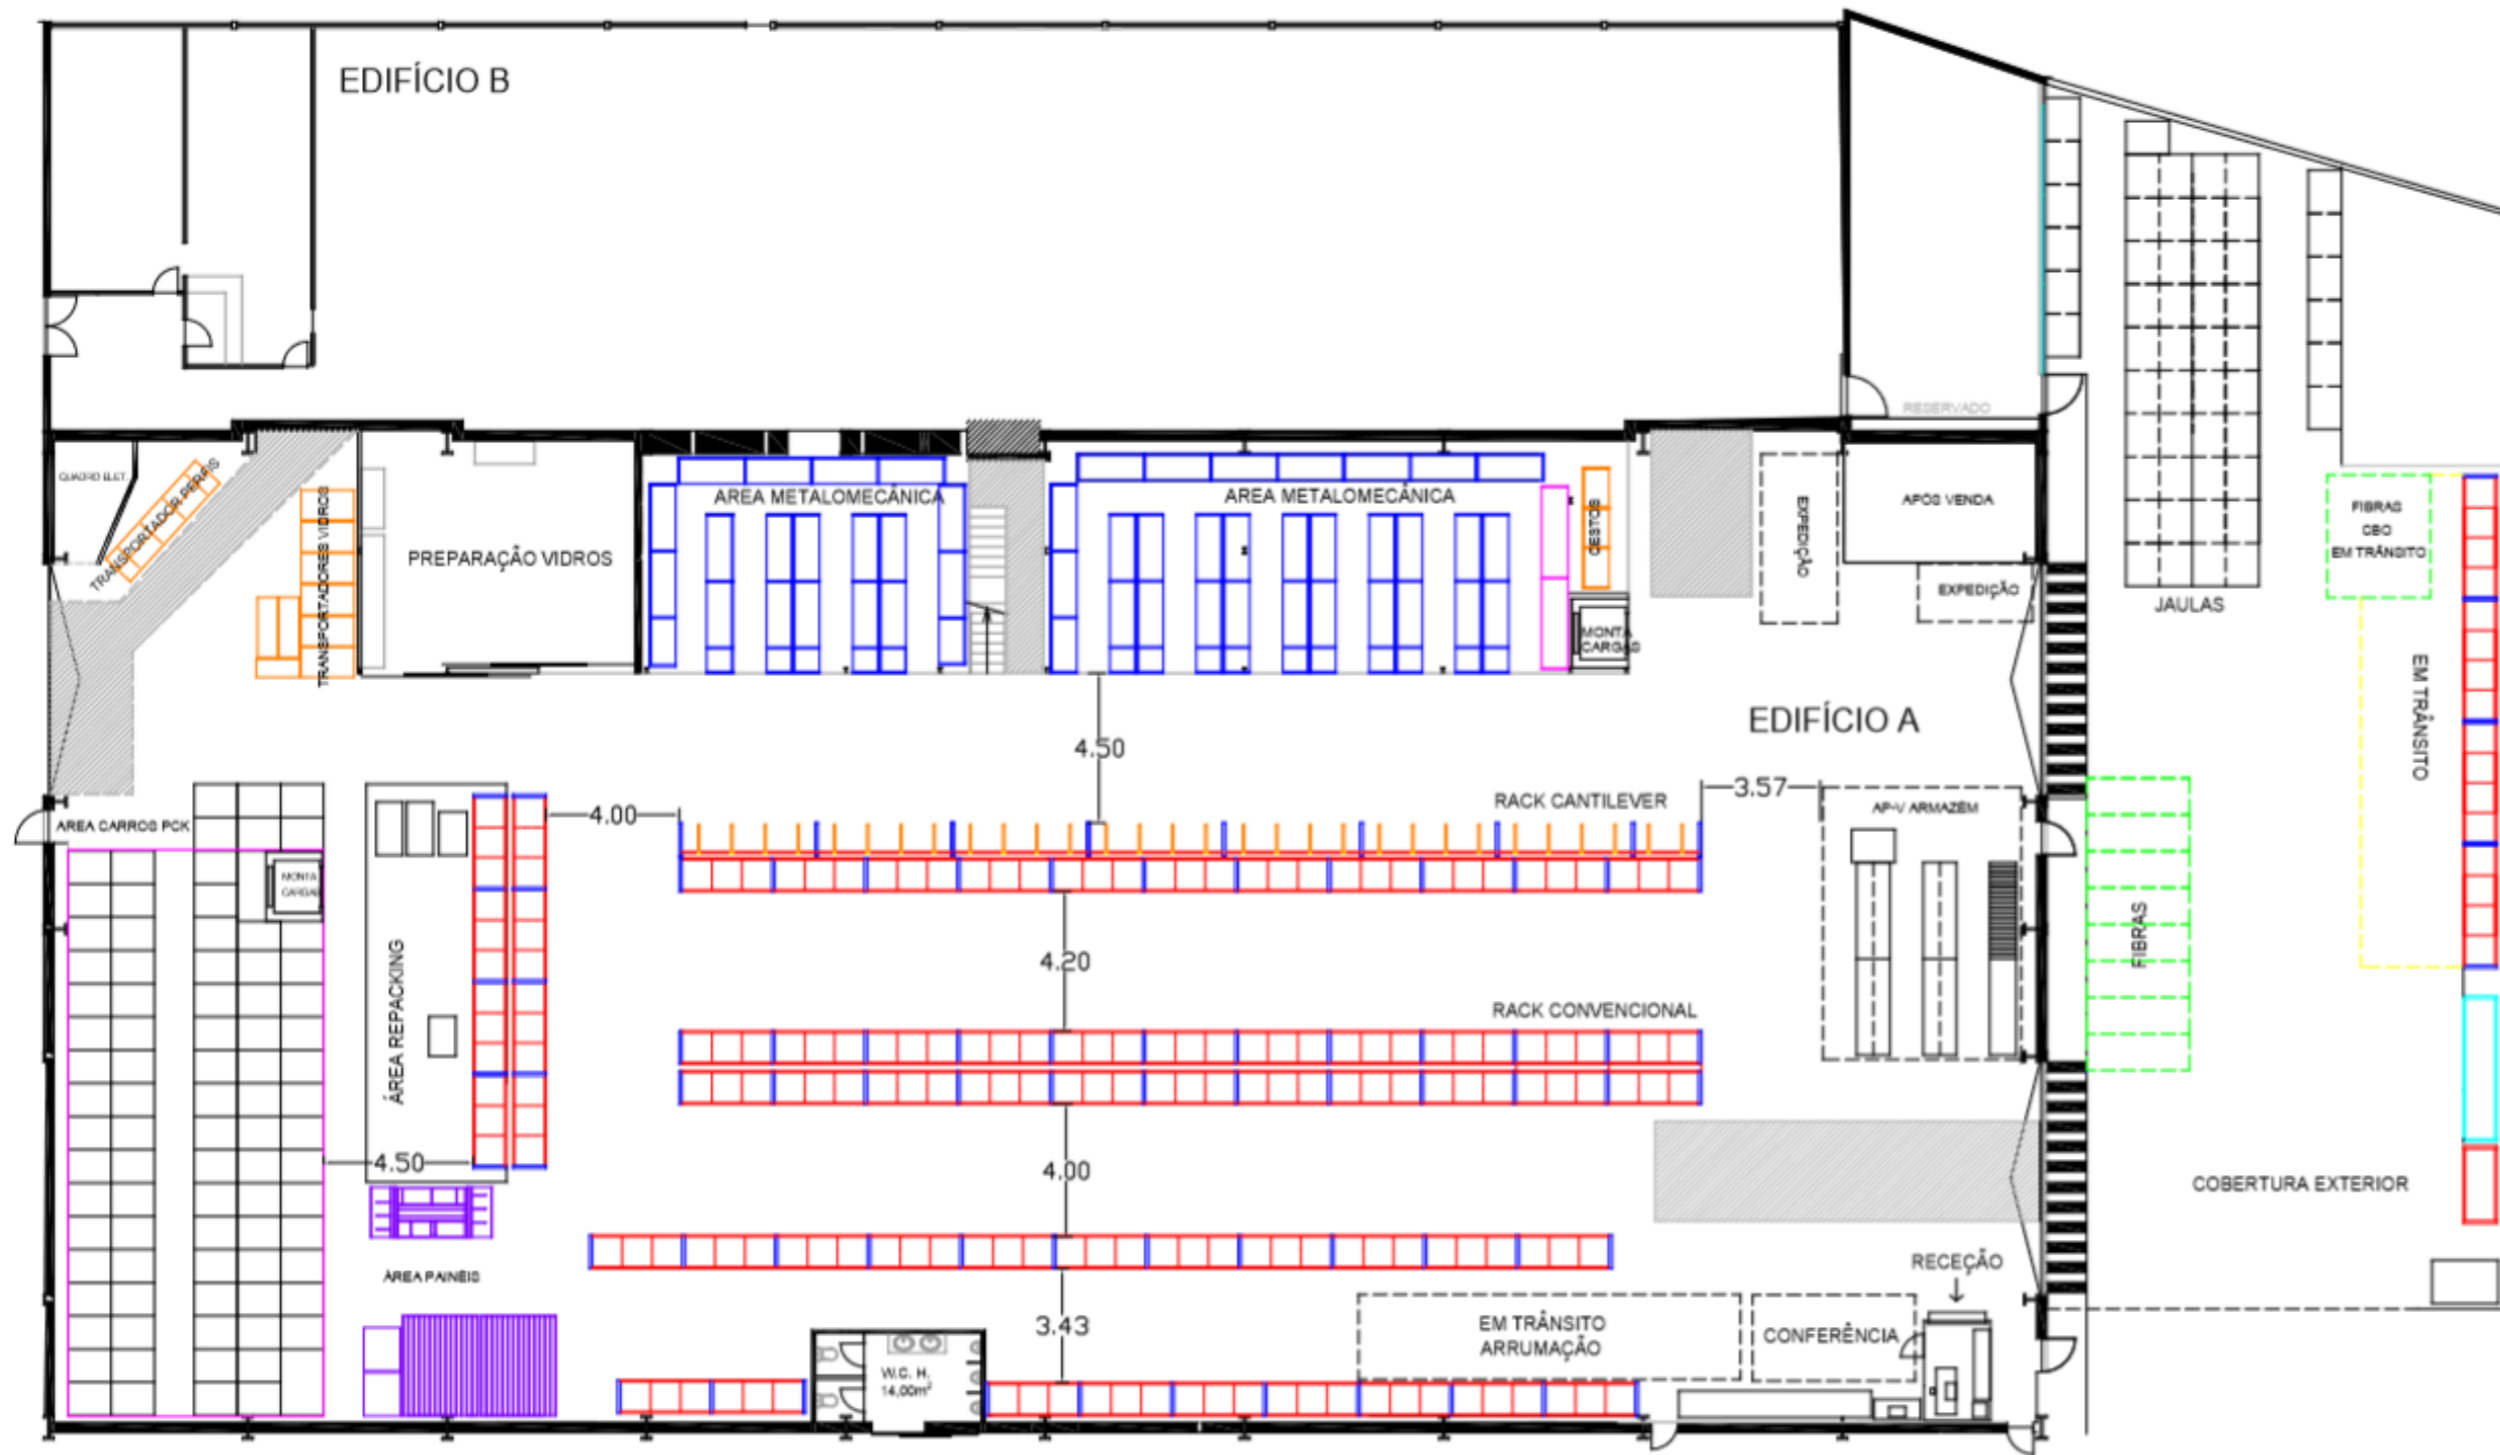 EDIFÍCIO B
RESERVADO
QUADRO ELET.
TRANSPORTADOR PERFIS
TRANSPORTADORES VIDROS
PREPARAÇÃO VIDROS
AREA METALOMECÂNICA
AREA METALOMECÂNICA
CESTOS
MONTA
CARGAS
EXPEDIÇÃO
APÓS VENDA
EXPEDIÇÃO
JAULAS
FIBRAS
CBO
EM TRÂNSITO
EM TRÂNSITO
EDIFÍCIO A
4.50
4.00
RACK CANTILEVER
3.57
AP-V ARMAZÉM
AREA CARROS PCK
MONTA
CARGAS
ÁREA REPACKING
4.20
FIBRAS
RACK CONVENCIONAL
4.50
4.00
COBERTURA EXTERIOR
ÀREA PAINÉIS
RECEÇÃO
3.43
EM TRÂNSITO
ARRUMAÇÃO
CONFERÊNCIA
W.C. H.
14,00m²